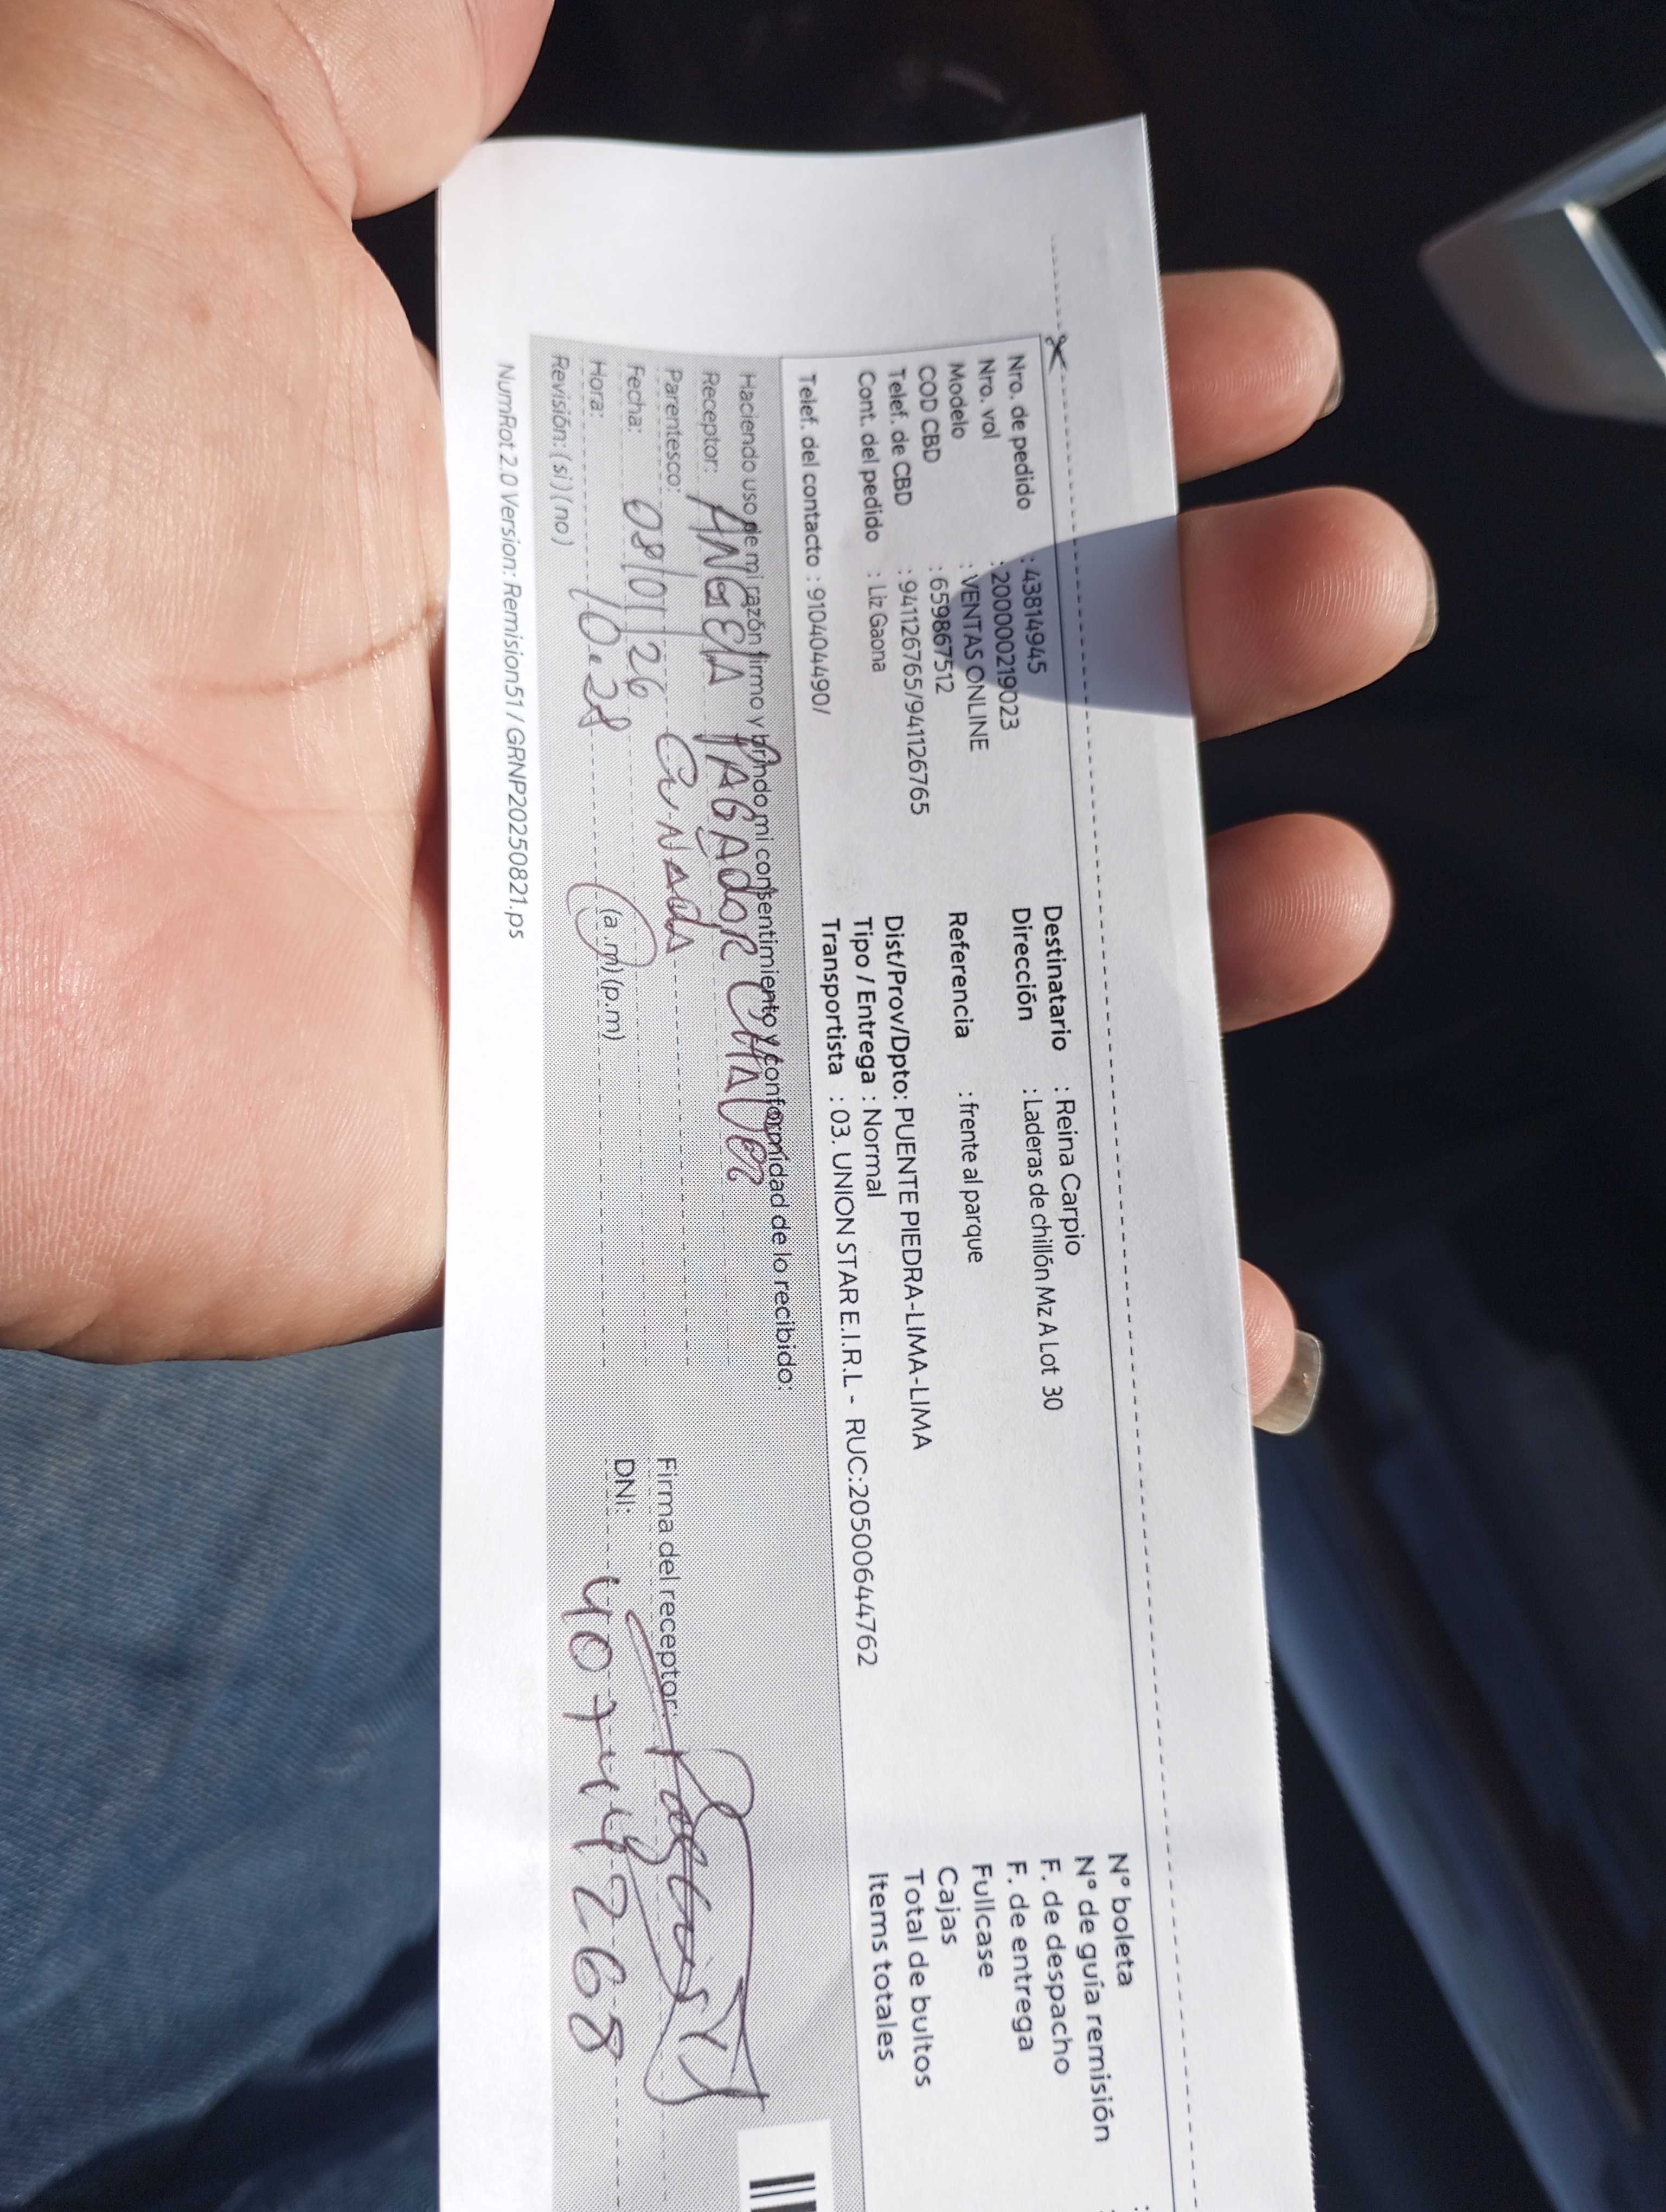 Nro. de pedido : 43814945
Nro. vol : 2000002219023
Modelo : VENTAS ONLINE
COD CBD : 659867512
Telef. de CBD : 941126765/941126765
Cont. del pedido : Liz Gaona
Telef. del contacto : 910404490/
Destinatario : Reina Carpio
Dirección : Laderas de chillón Mz A Lot 30
Referencia : frente al parque
Dist/Prov/Dpto: PUENTE PIEDRA-LIMA-LIMA
Tipo / Entrega : Normal
Transportista : 03. UNION STAR E.I.R.L - RUC:20500644762
N° boleta :
N° de guía remisión :
F. de despacho
F. de entrega
Fullcase
Cajas
Total de bultos
Items totales
Haciendo uso de mi razón firmo y brindo mi consentimiento y conformidad de lo recibido:
Receptor: ANGELA PAGADOR
Parentesco: Cuñada
Fecha: 08/01/26
Hora: 10:28 (a.m) (p.m)
Revisión: (si) (no)
Firma del receptor:
DNI: 40744268
NumRot 2.0 Version: Remision51 / GRNP20250821.ps